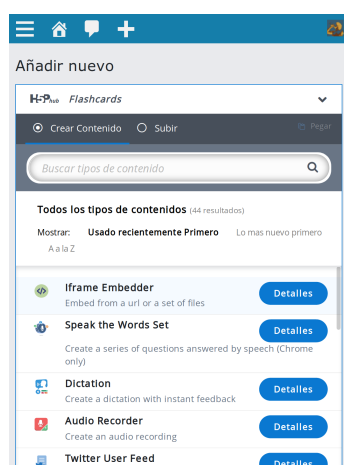 Añadir nuevo
H5P hub Flashcards
Crear Contenido Subir Pegar
Buscar tipos de contenido
Todos los tipos de contenidos (44 resultados)
Mostrar: Usado recientemente Primero Lo mas nuevo primero
A a la Z
Iframe Embedder
Detalles
Embed from a url or a set of files
Speak the Words Set
Detalles
Create a series of questions answered by speech (Chrome
only)
Dictation
Detalles
Create a dictation with instant feedback
Audio Recorder
Detalles
Create an audio recording
Twitter User Feed
Detalles